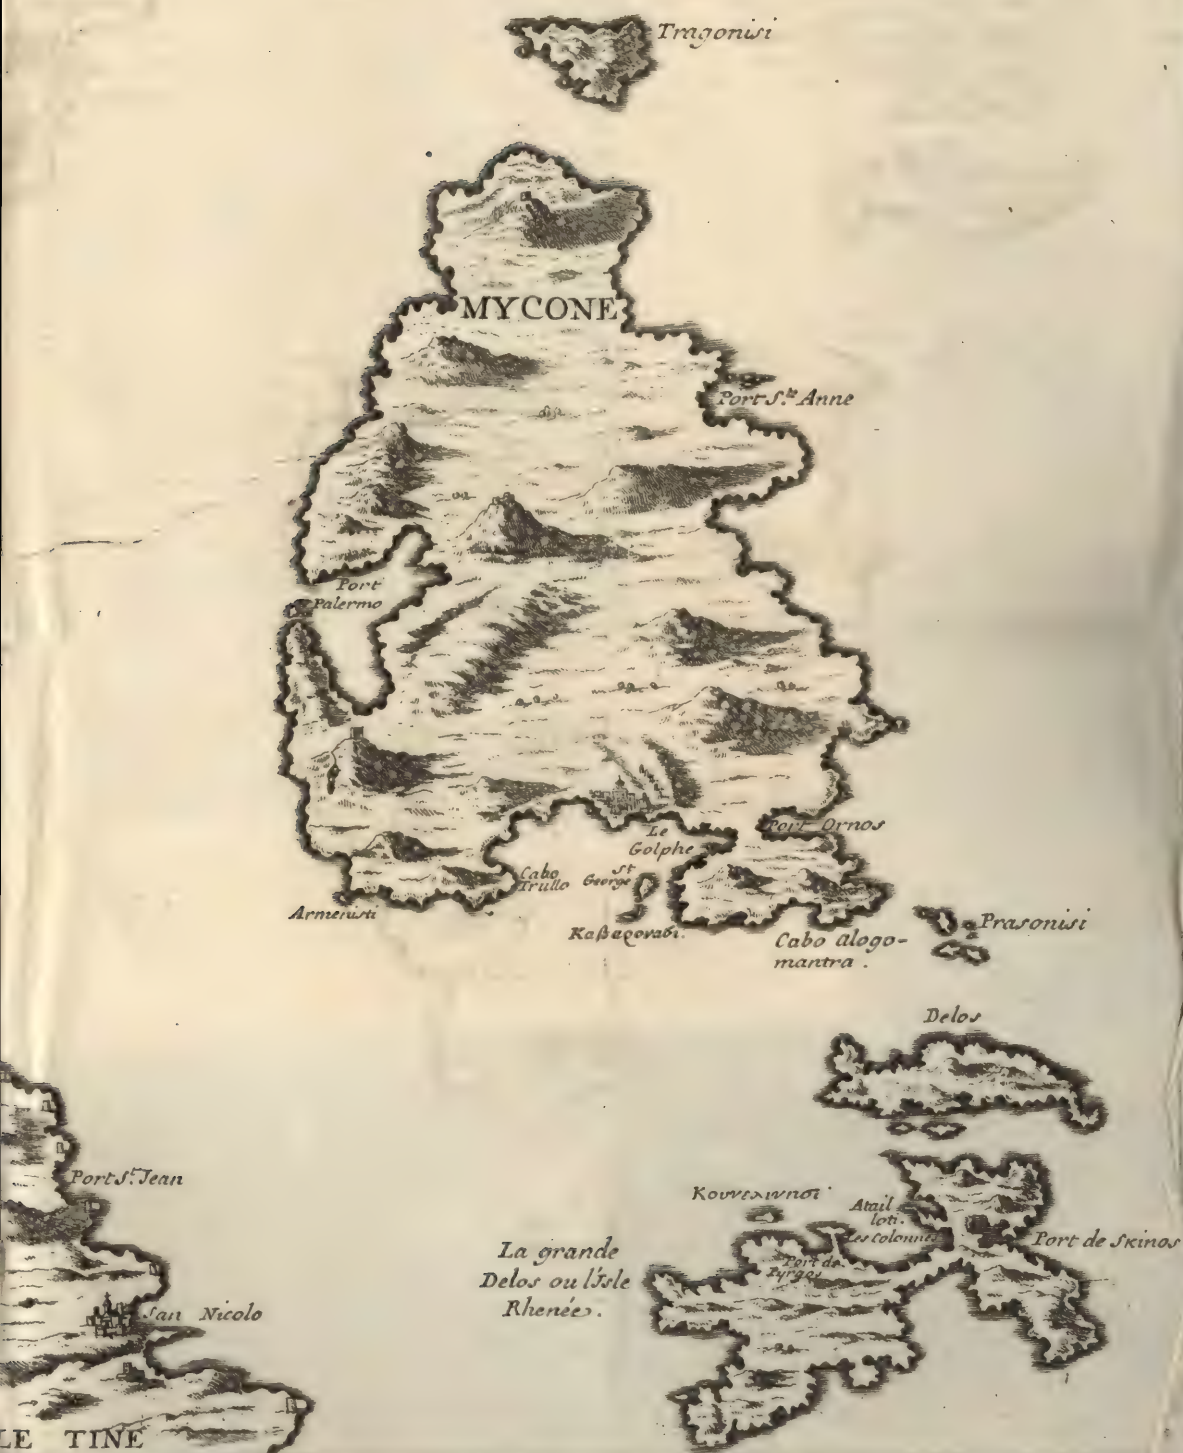 Tragonisi
MYCONE
Port S.te Anne
Port
Palermo
Port Ornos
Le
Golphe
Cabo
Trullo
St
George
Armenisti
Prasonisi
Cabo Alogo-
mantra.
Delos
Port S.t Jean
Atail
loti.
Les Colonnes
Port de Skinos
La grande
Delos ou l'Isle
Rhenée.
Port de
Pyrgos
San Nicolo
LE TINE